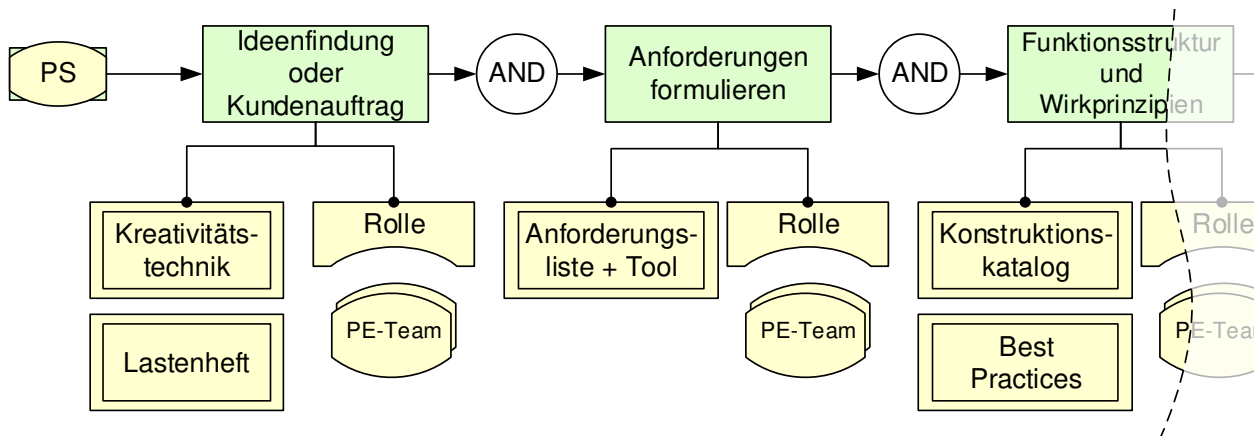 PS
Ideenfindung
oder
Kundenauftrag
AND
Anforderungen
formulieren
AND
Funktionsstruktur
und
Wirkprinzipien
Kreativitäts-
technik
Rolle
PE-Team
Lastenheft
Anforderungs-
liste + Tool
Rolle
PE-Team
Konstruktions-
katalog
Rolle
PE-Team
Best
Practices